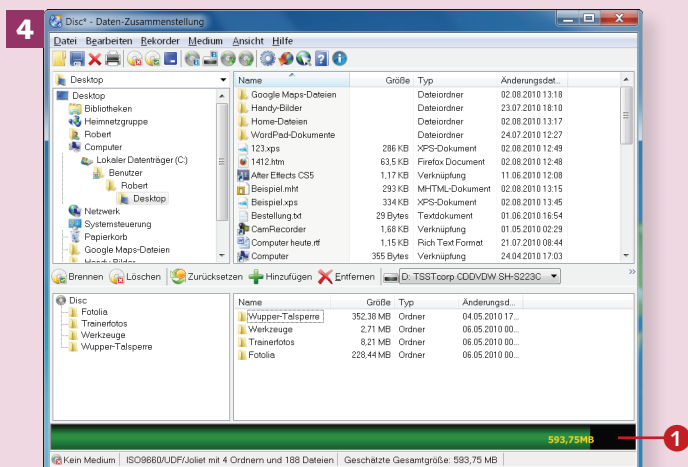 4
Disc* - Daten-Zusammenstellung
Datei Bearbeiten Rekorder Medium Ansicht Hilfe
Desktop
Desktop
Bibliotheken
Heimnetzgruppe
Robert
Computer
Lokaler Datenträger (C:)
Benutzer
Robert
Desktop
Netzwerk
Systemsteuerung
Papierkorb
Google Maps-Dateien
Handy-Bilder
Name Größe Typ Änderungsdat...
Google Maps-Dateien Dateiordner 02.08.2010 13:18
Handy-Bilder Dateiordner 23.07.2010 18:10
Home-Dateien Dateiordner 02.08.2010 13:17
WordPad-Dokumente Dateiordner 24.07.2010 12:27
123.xps 286 KB XPS-Dokument 02.08.2010 12:49
1412.htm 63,5 KB Firefox Document 02.08.2010 12:48
After Effects CS5 1,17 KB Verknüpfung 11.06.2010 12:08
Beispiel.mht 293 KB MHTML-Dokument 02.08.2010 13:15
Beispiel.xps 334 KB XPS-Dokument 02.08.2010 13:45
Bestellung.txt 29 Bytes Textdokument 01.06.2010 16:54
CamRecorder 1,68 KB Verknüpfung 01.05.2010 02:29
Computer heute.rtf 1,15 KB Rich Text Format 21.07.2010 08:44
Computer 355 Bytes Verknüpfung 24.04.2010 17:03
Brennen Löschen Zurücksetzen Hinzufügen Entfernen D: TSSTcorp CDDVDW SH-S223C »
Disc
Fotolia
Trainerfotos
Werkzeuge
Wupper-Talsperre
Name Größe Typ Änderungsd...
Wupper-Talsperre 352,38 MB Ordner 04.05.2010 17...
Werkzeuge 2,71 MB Ordner 06.05.2010 00...
Trainerfotos 8,21 MB Ordner 06.05.2010 00...
Fotolia 228,44 MB Ordner 06.05.2010 00...
593,75MB
1
Kein Medium ISO9660/UDF/Joliet mit 4 Ordnern und 188 Dateien Geschätzte Gesamtgröße: 593,75 MB